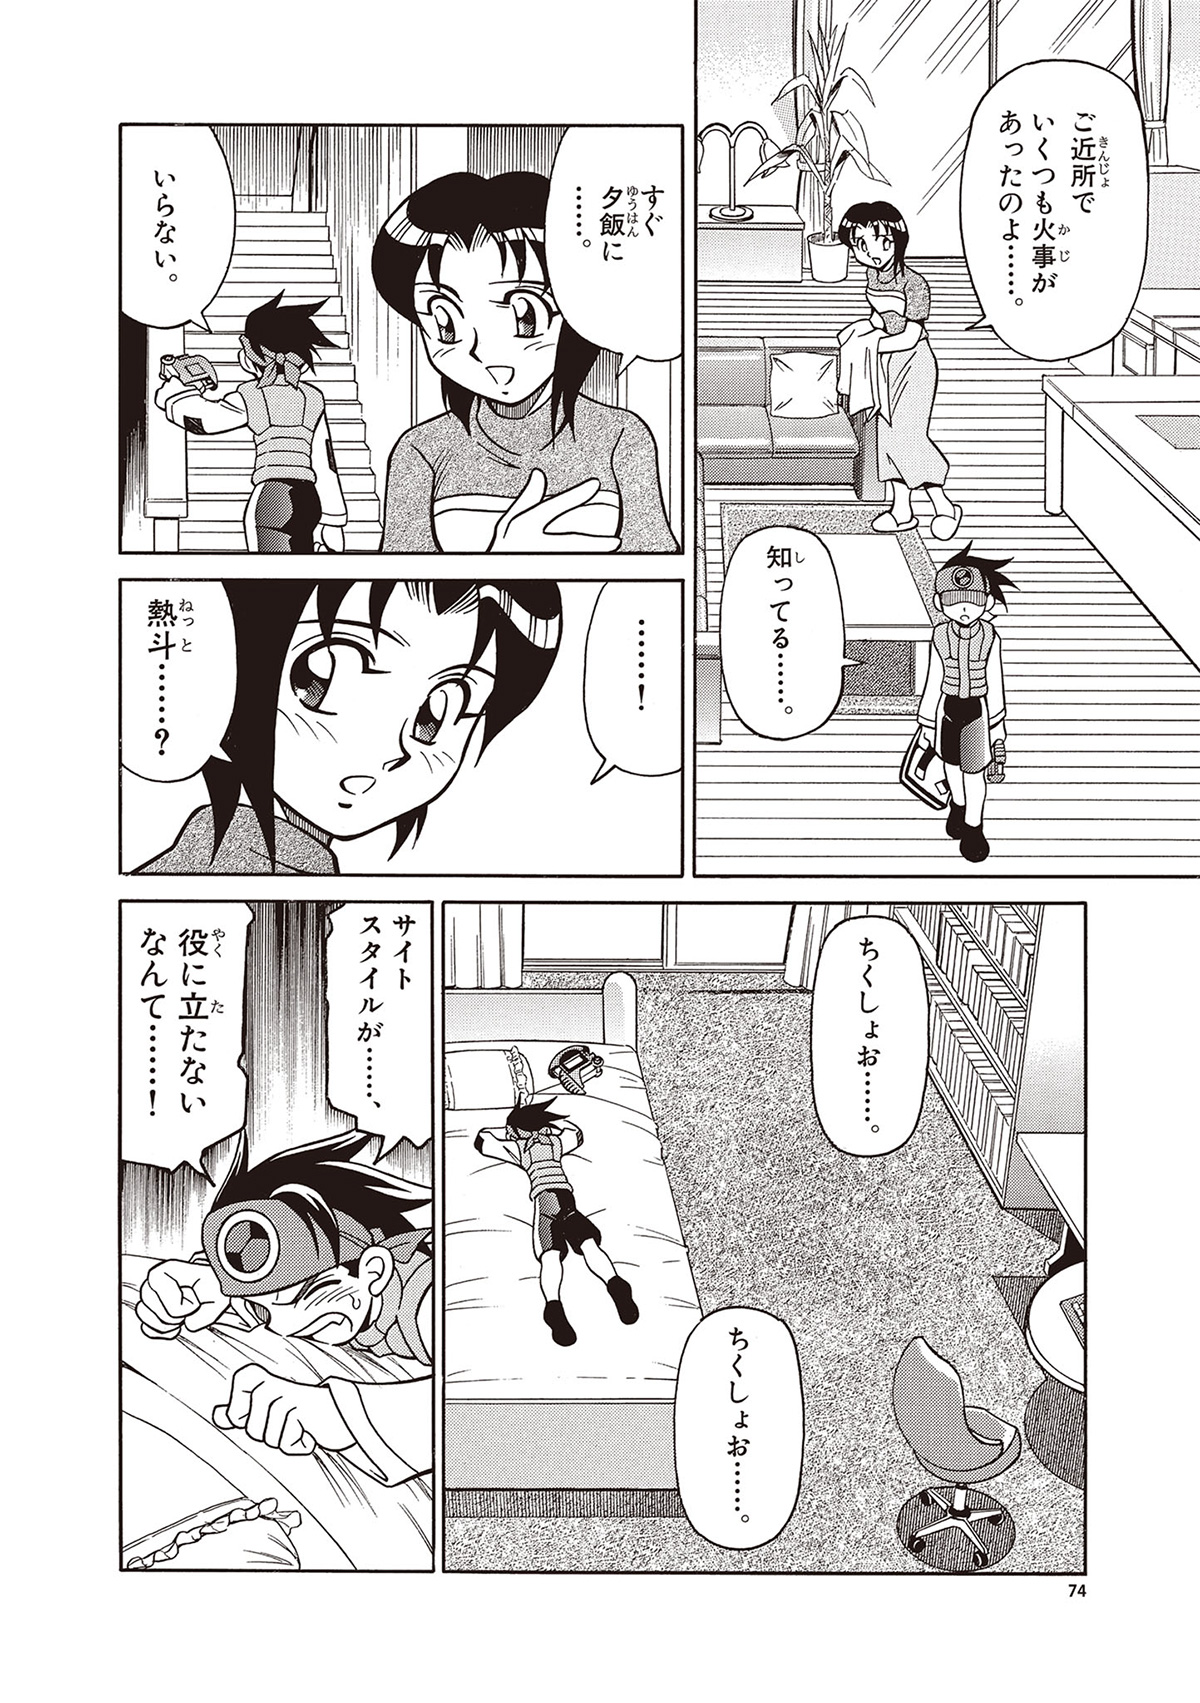 ご近所で
いくつも火事が
あったのよ……。
知ってる……。
すぐ
夕飯に
……。
いらない。
……！
熱斗……？
ちくしょお……。
ちくしょお……。
サイト
スタイルが……、
役に立たない
なんて……！
74